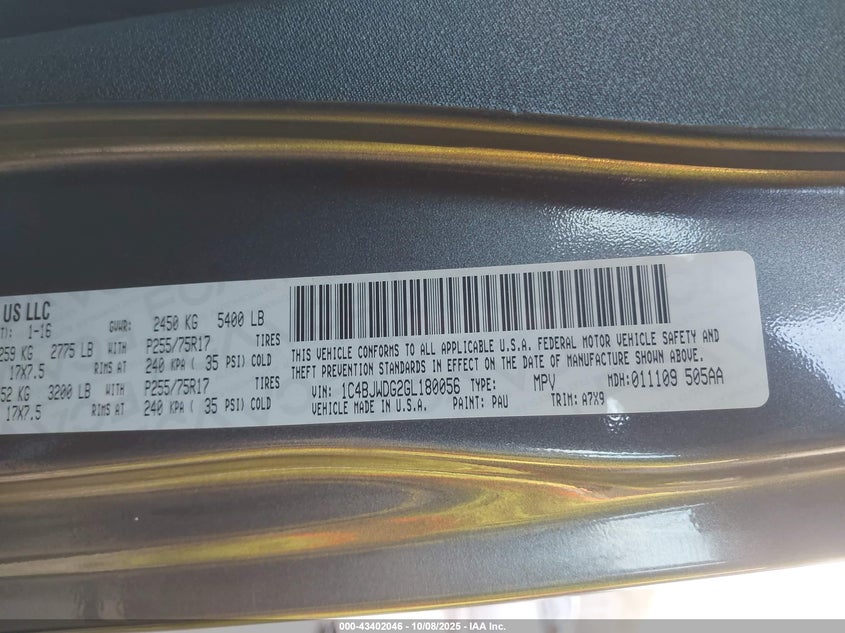 US LLC
TI: 1-16 GVWR: 2450 KG 5400 LB
259 KG 2775 LB WITH P255/75R17 TIRES
17X7.5 RIMS AT 240 KPA ( 35 PSI) COLD
52 KG 3200 LB WITH P255/75R17 TIRES
17X7.5 RIMS AT 240 KPA ( 35 PSI) COLD
THIS VEHICLE CONFORMS TO ALL APPLICABLE U.S.A. FEDERAL MOTOR VEHICLE SAFETY AND
THEFT PREVENTION STANDARDS IN EFFECT ON THE DATE OF MANUFACTURE SHOWN ABOVE.
VIN: 1C4BJWDG2GL180056 TYPE: MPV MDH: 011109 505AA
VEHICLE MADE IN U.S.A. PAINT: PAU TRIM: A7X9
000-43402046 - 10/08/2025 - IAA Inc.